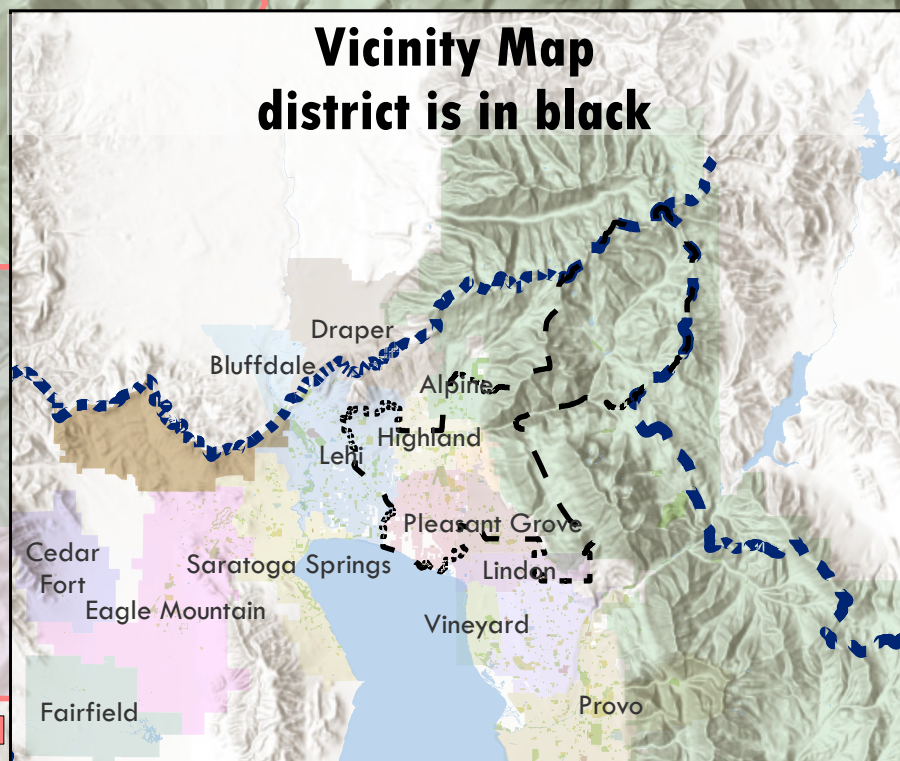 Vicinity Map
district is in black
Draper
Bluffdale
Alpine
Highland
Lehi
Pleasant Grove
Cedar
Fort
Saratoga Springs
Lindon
Eagle Mountain
Vineyard
Fairfield
Provo